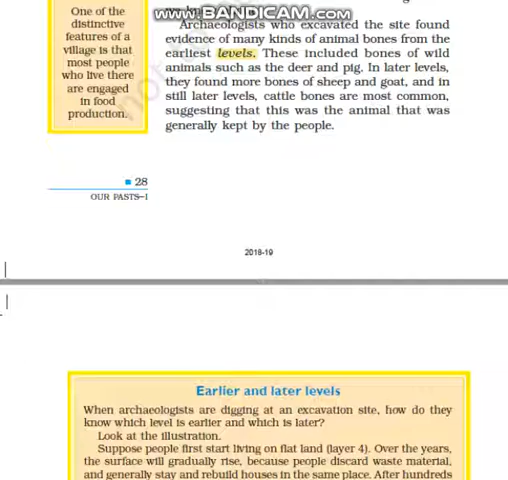 WWW.BANDICAM.COM
One of the
distinctive
features of a
village is that
most people
who live there
are engaged
in food
production.
Archaeologists who excavated the site found
evidence of many kinds of animal bones from the
earliest levels. These included bones of wild
animals such as the deer and pig. In later levels,
they found more bones of sheep and goat, and in
still later levels, cattle bones are most common,
suggesting that this was the animal that was
generally kept by the people.
■ 28
OUR PASTS–I
2018-19
Earlier and later levels
When archaeologists are digging at an excavation site, how do they
know which level is earlier and which is later?
Look at the illustration.
Suppose people first start living on flat land (layer 4). Over the years,
the surface will gradually rise, because people discard waste material,
and generally stay and rebuild houses in the same place. After hundreds